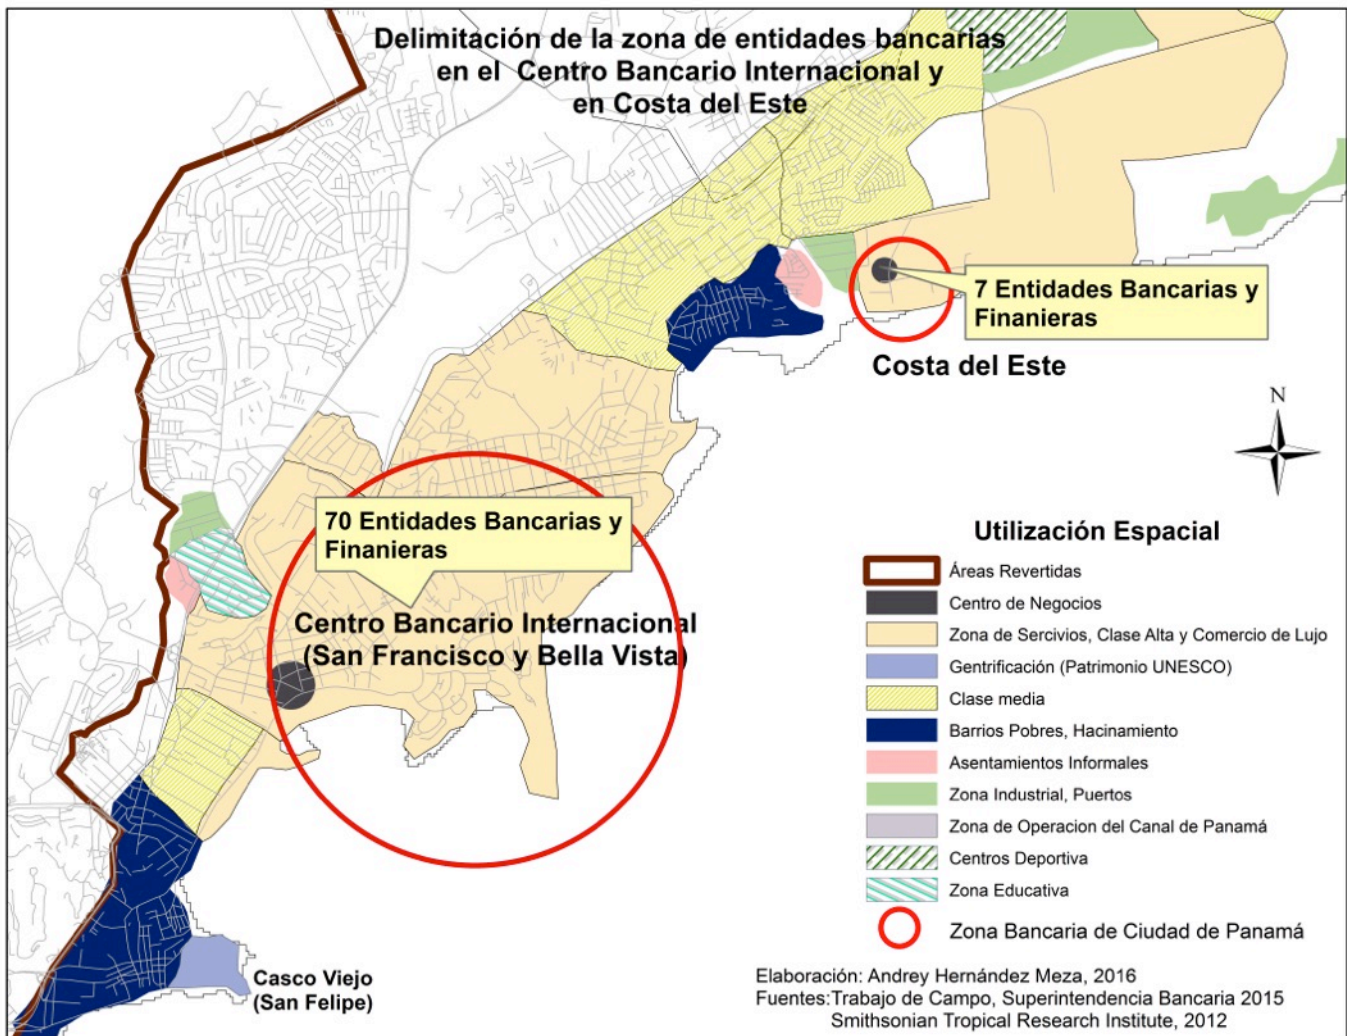 Delimitación de la zona de entidades bancarias
en el Centro Bancario Internacional y
en Costa del Este
7 Entidades Bancarias y
Finanieras
Costa del Este
N
70 Entidades Bancarias y
Finanieras
Centro Bancario Internacional
(San Francisco y Bella Vista)
Utilización Espacial
Áreas Revertidas
Centro de Negocios
Zona de Sercivios, Clase Alta y Comercio de Lujo
Gentrificación (Patrimonio UNESCO)
Clase media
Barrios Pobres, Hacinamiento
Asentamientos Informales
Zona Industrial, Puertos
Zona de Operacion del Canal de Panamá
Centros Deportiva
Zona Educativa
Zona Bancaria de Ciudad de Panamá
Casco Viejo
(San Felipe)
Elaboración: Andrey Hernández Meza, 2016
Fuentes:Trabajo de Campo, Superintendencia Bancaria 2015
Smithsonian Tropical Research Institute, 2012